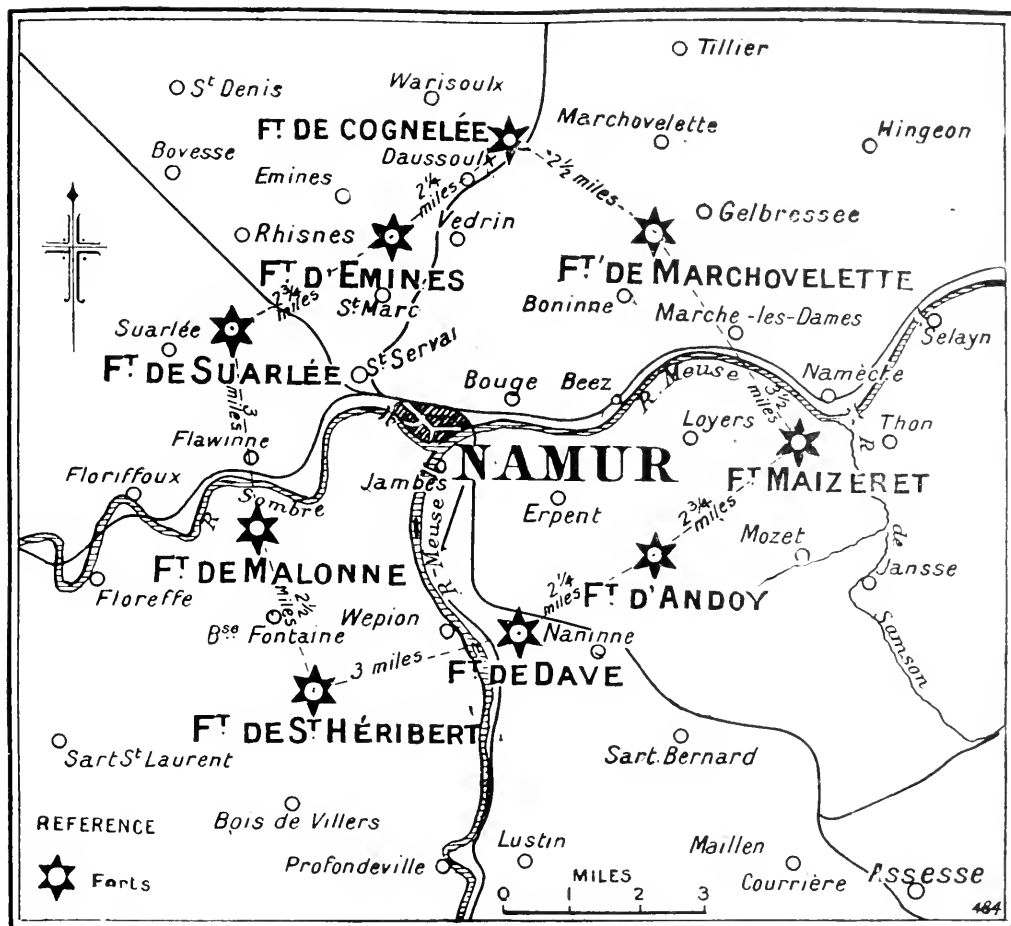 Tillier
St Denis
Warisoulx
FT DE COGNELÉE
Marchovelette
Hingeon
Bovesse
Daussoulx
2½ miles
Emines
2¼
miles
Gelbressée
Rhisnes
Vedrin
FT D'EMINES
FT DE MARCHOVELETTE
2¾
miles
St Marc
Boninne
Marche-les-Dames
Selayn
Suarlée
St Serval
FT DE SUARLÉE
Bouge
Beez
R. Meuse
Namèche
3
miles
3½
miles
Flawinne
Loyers
R
Thon
NAMUR
Floriffoux
Jambes
FT MAIZERET
R
Sombre
Erpent
2¾
miles
Mozet
de
FT DE MALONNE
R-Meuse
FT D'ANDOY
Jansse
Floreffe
2½
miles
2¼
miles
Bse Fontaine
Wepion
Naninne
Samson
3 miles
FT DE DAVE
FT DE ST HÉRIBERT
Sart St Laurent
Sart. Bernard
REFERENCE
Bois de Villers
Lustin
Maillen
Profondeville
Forts
MILES
Courrière
ASSESSE
0 1 2 3
484